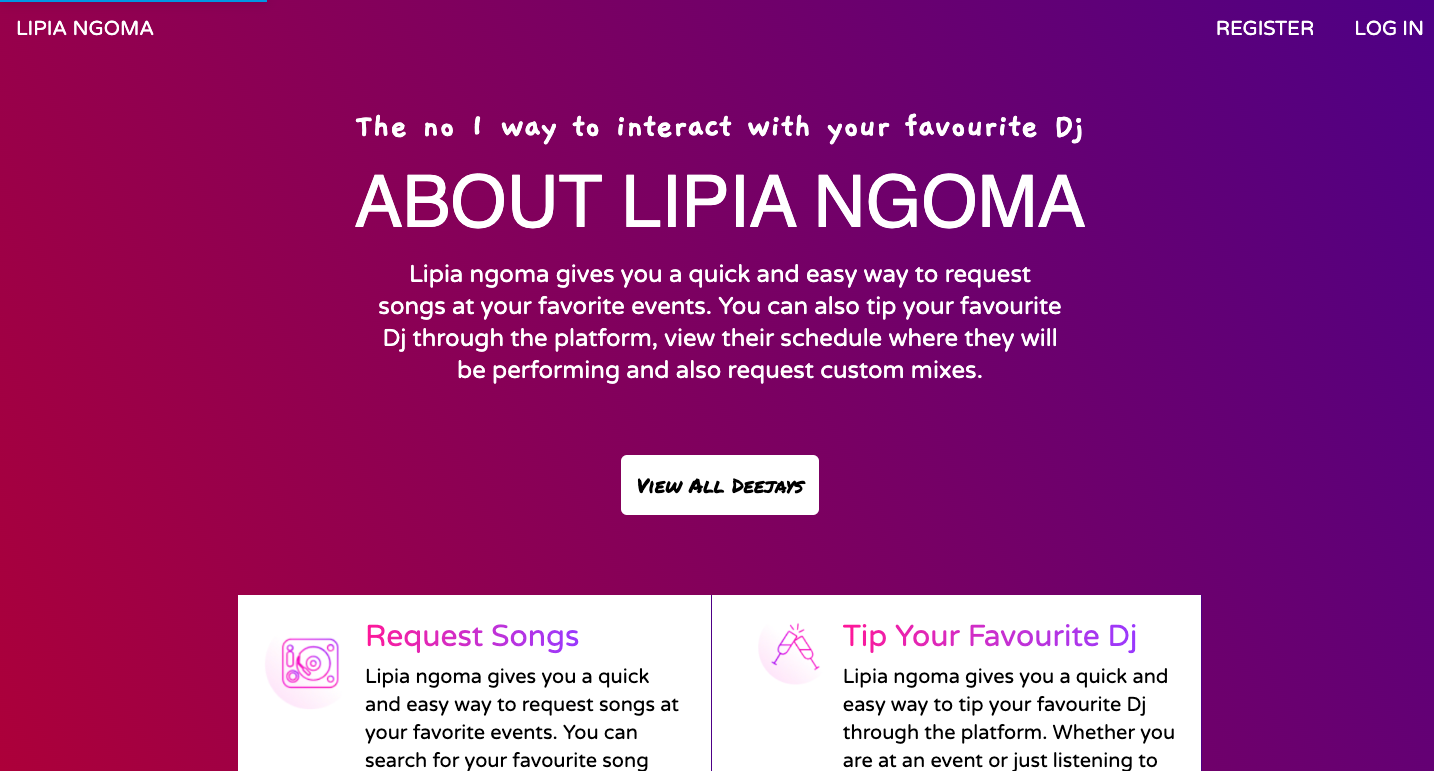 LIPIA NGOMA
REGISTER
LOG IN
The no 1 way to interact with your favourite Dj
ABOUT LIPIA NGOMA
Lipia ngoma gives you a quick and easy way to request
songs at your favorite events. You can also tip your favourite
Dj through the platform, view their schedule where they will
be performing and also request custom mixes.
View All Deejays
Request Songs
Lipia ngoma gives you a quick
and easy way to request songs at
your favorite events. You can
search for your favourite song
Tip Your Favourite Dj
Lipia ngoma gives you a quick and
easy way to tip your favourite Dj
through the platform. Whether you
are at an event or just listening to